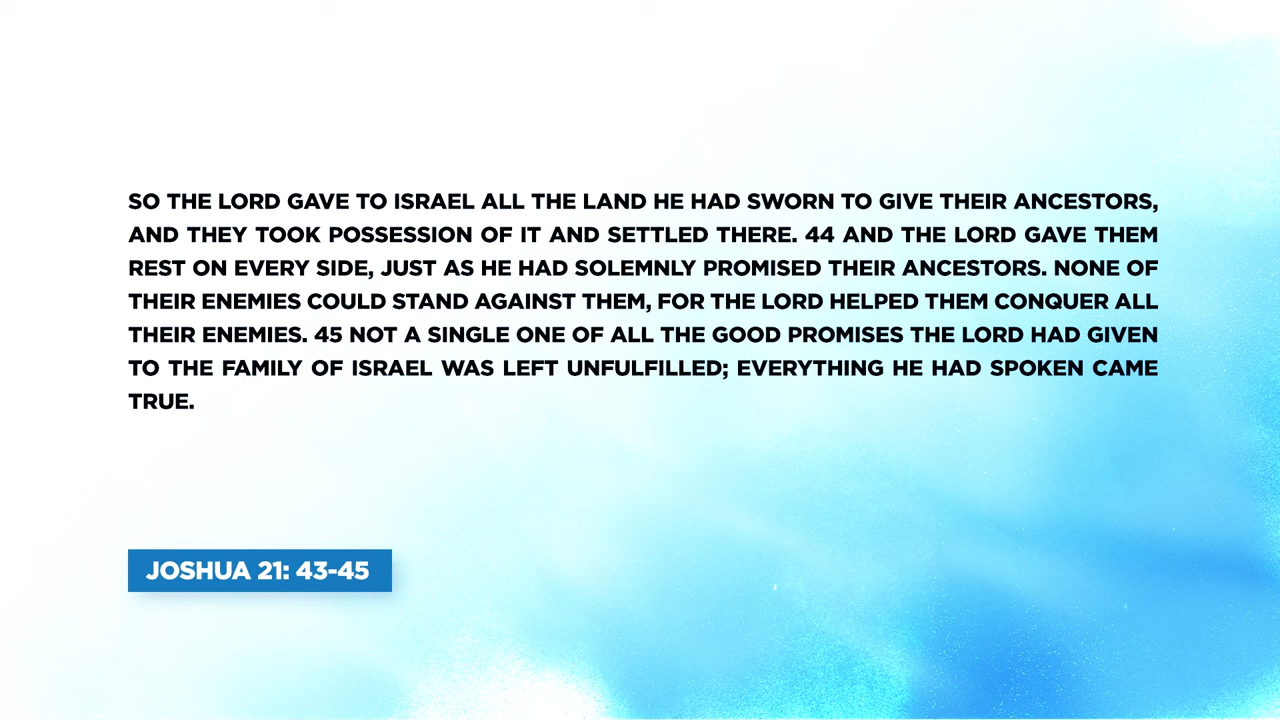 SO THE LORD GAVE TO ISRAEL ALL THE LAND HE HAD SWORN TO GIVE THEIR ANCESTORS,
AND THEY TOOK POSSESSION OF IT AND SETTLED THERE. 44 AND THE LORD GAVE THEM
REST ON EVERY SIDE, JUST AS HE HAD SOLEMNLY PROMISED THEIR ANCESTORS. NONE OF
THEIR ENEMIES COULD STAND AGAINST THEM, FOR THE LORD HELPED THEM CONQUER ALL
THEIR ENEMIES. 45 NOT A SINGLE ONE OF ALL THE GOOD PROMISES THE LORD HAD GIVEN
TO THE FAMILY OF ISRAEL WAS LEFT UNFULFILLED; EVERYTHING HE HAD SPOKEN CAME
TRUE.
JOSHUA 21: 43-45